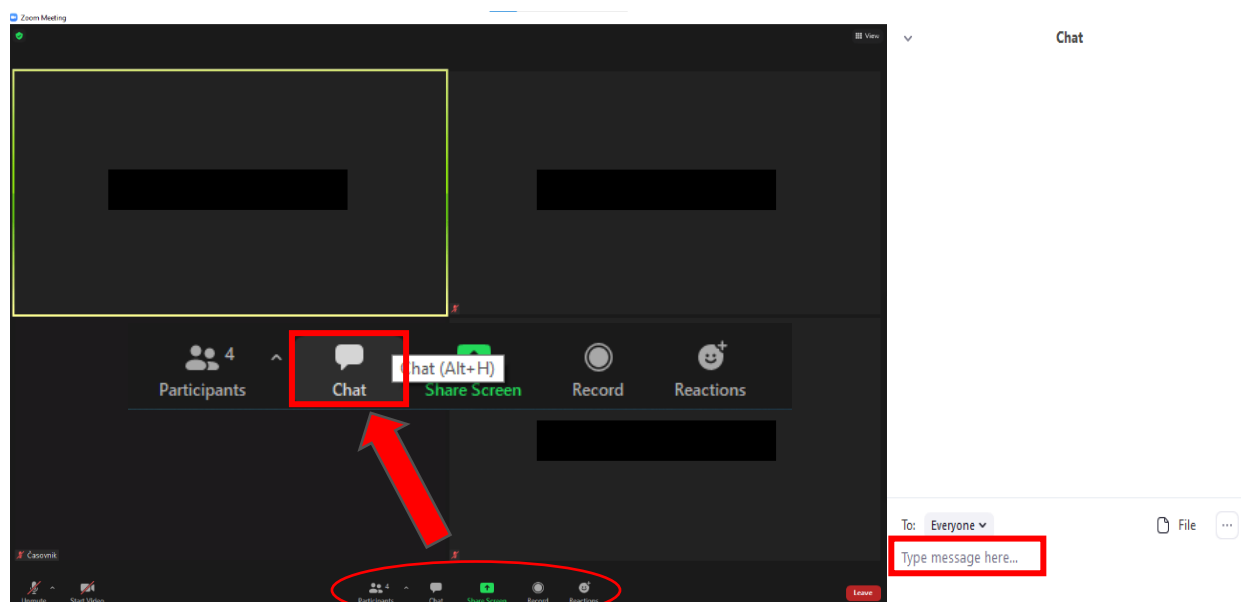 Zoom Meeting
View
Chat
4
Chat (Alt+H)
Participants Chat Share Screen Record Reactions
To: Everyone File ...
Type message here...
Časovnik
4
Unmute Start Video Participants Chat Share Screen Record Reactions Leave